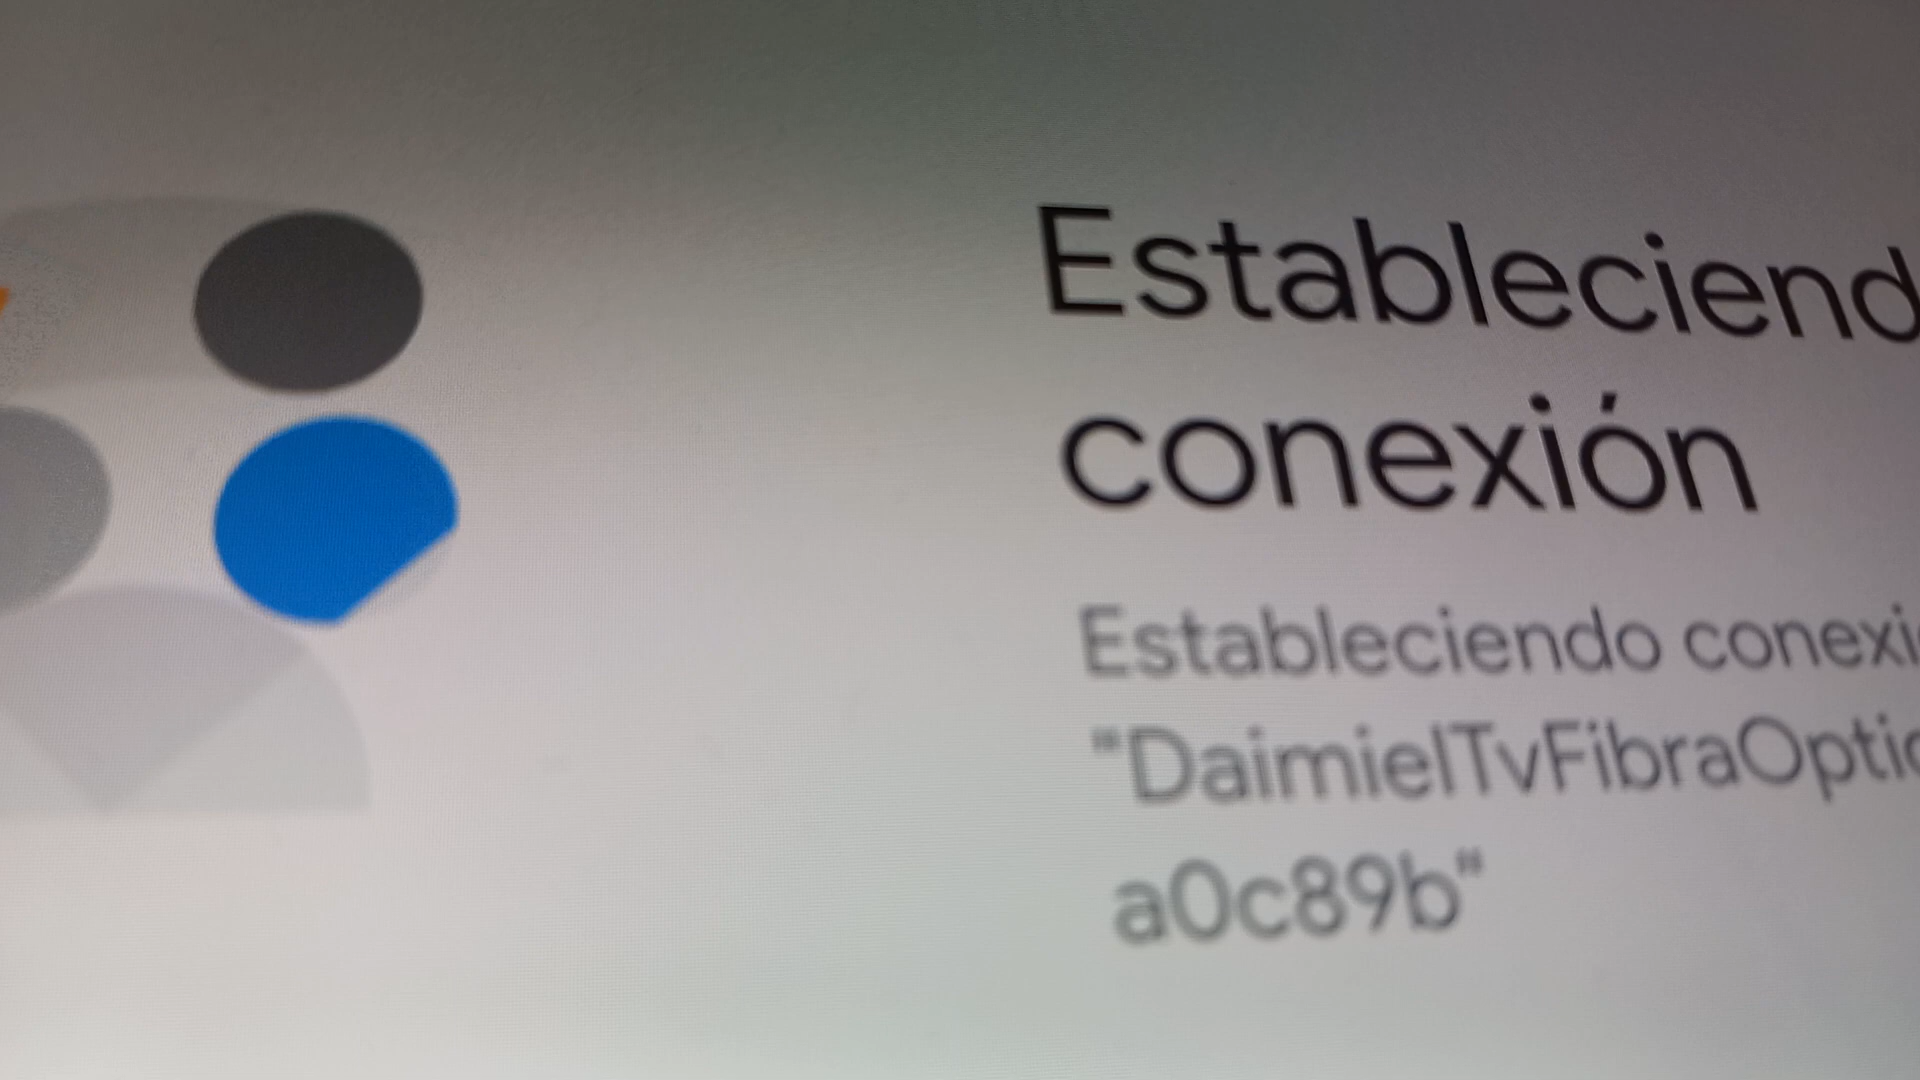 Estableciend
conexión
Estableciendo conexi
"DaimielTvFibraOptic
a0c89b"